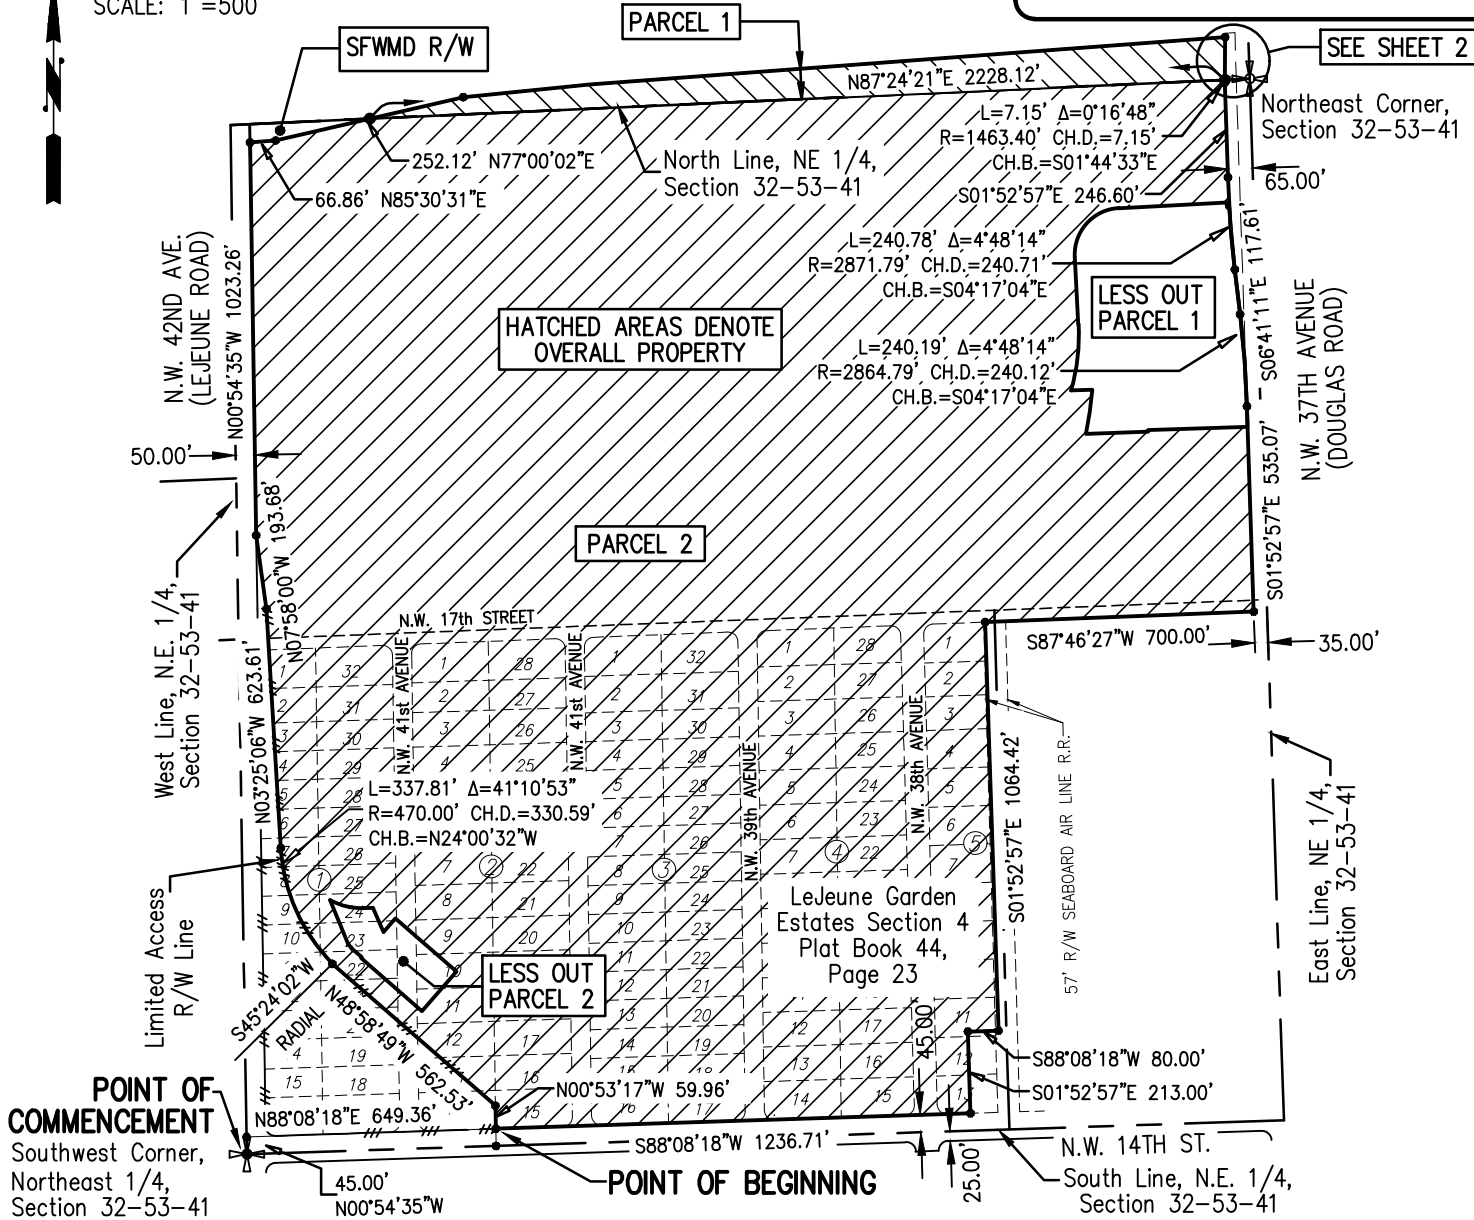 SCALE: 1"=500'
PARCEL 1
SFWMD R/W
SEE SHEET 2
N87°24'21"E 2228.12'
Northeast Corner,
Section 32-53-41
L=7.15' Δ=0°16'48"
R=1463.40' CH.D.=7.15'
CH.B.=S01°44'33"E
252.12' N77°00'02"E
North Line, NE 1/4,
Section 32-53-41
66.86' N85°30'31"E
S01°52'57"E 246.60'
65.00'
N.W. 42ND AVE.
(LEJEUNE ROAD)
N00°54'35"W 1023.26'
L=240.78' Δ=4°48'14"
R=2871.79' CH.D.=240.71'
CH.B.=S04°17'04"E
LESS OUT
PARCEL 1
S06°41'11"E 117.61'
N.W. 37TH AVENUE
(DOUGLAS ROAD)
HATCHED AREAS DENOTE
OVERALL PROPERTY
L=240.19' Δ=4°48'14"
R=2864.79' CH.D.=240.12'
CH.B.=S04°17'04"E
50.00'
S01°52'57"E 535.07'
N07°58'00"W 193.68'
PARCEL 2
West Line, N.E. 1/4,
Section 32-53-41
N.W. 17th STREET
S87°46'27"W 700.00'
35.00'
N03°25'06"W 623.61'
N.W. 41st AVENUE
N.W. 41st AVENUE
N.W. 39th AVENUE
N.W. 38th AVENUE
S01°52'57"E 1064.42'
57' R/W SEABOARD AIR LINE R.R.
East Line, NE 1/4,
Section 32-53-41
L=337.81' Δ=41°10'53"
R=470.00' CH.D.=330.59'
CH.B.=N24°00'32"W
1 2 3 4 5
LeJeune Garden
Estates Section 4
Plat Book 44,
Page 23
Limited Access
R/W Line
LESS OUT
PARCEL 2
S45°24'02"W
RADIAL
N48°58'49"W 562.53'
45.00
S88°08'18"W 80.00'
S01°52'57"E 213.00'
N00°53'17"W 59.96'
POINT OF
COMMENCEMENT
Southwest Corner,
Northeast 1/4,
Section 32-53-41
N88°08'18"E 649.36'
S88°08'18"W 1236.71'
N.W. 14TH ST.
45.00'
N00°54'35"W
POINT OF BEGINNING
25.00'
South Line, N.E. 1/4,
Section 32-53-41